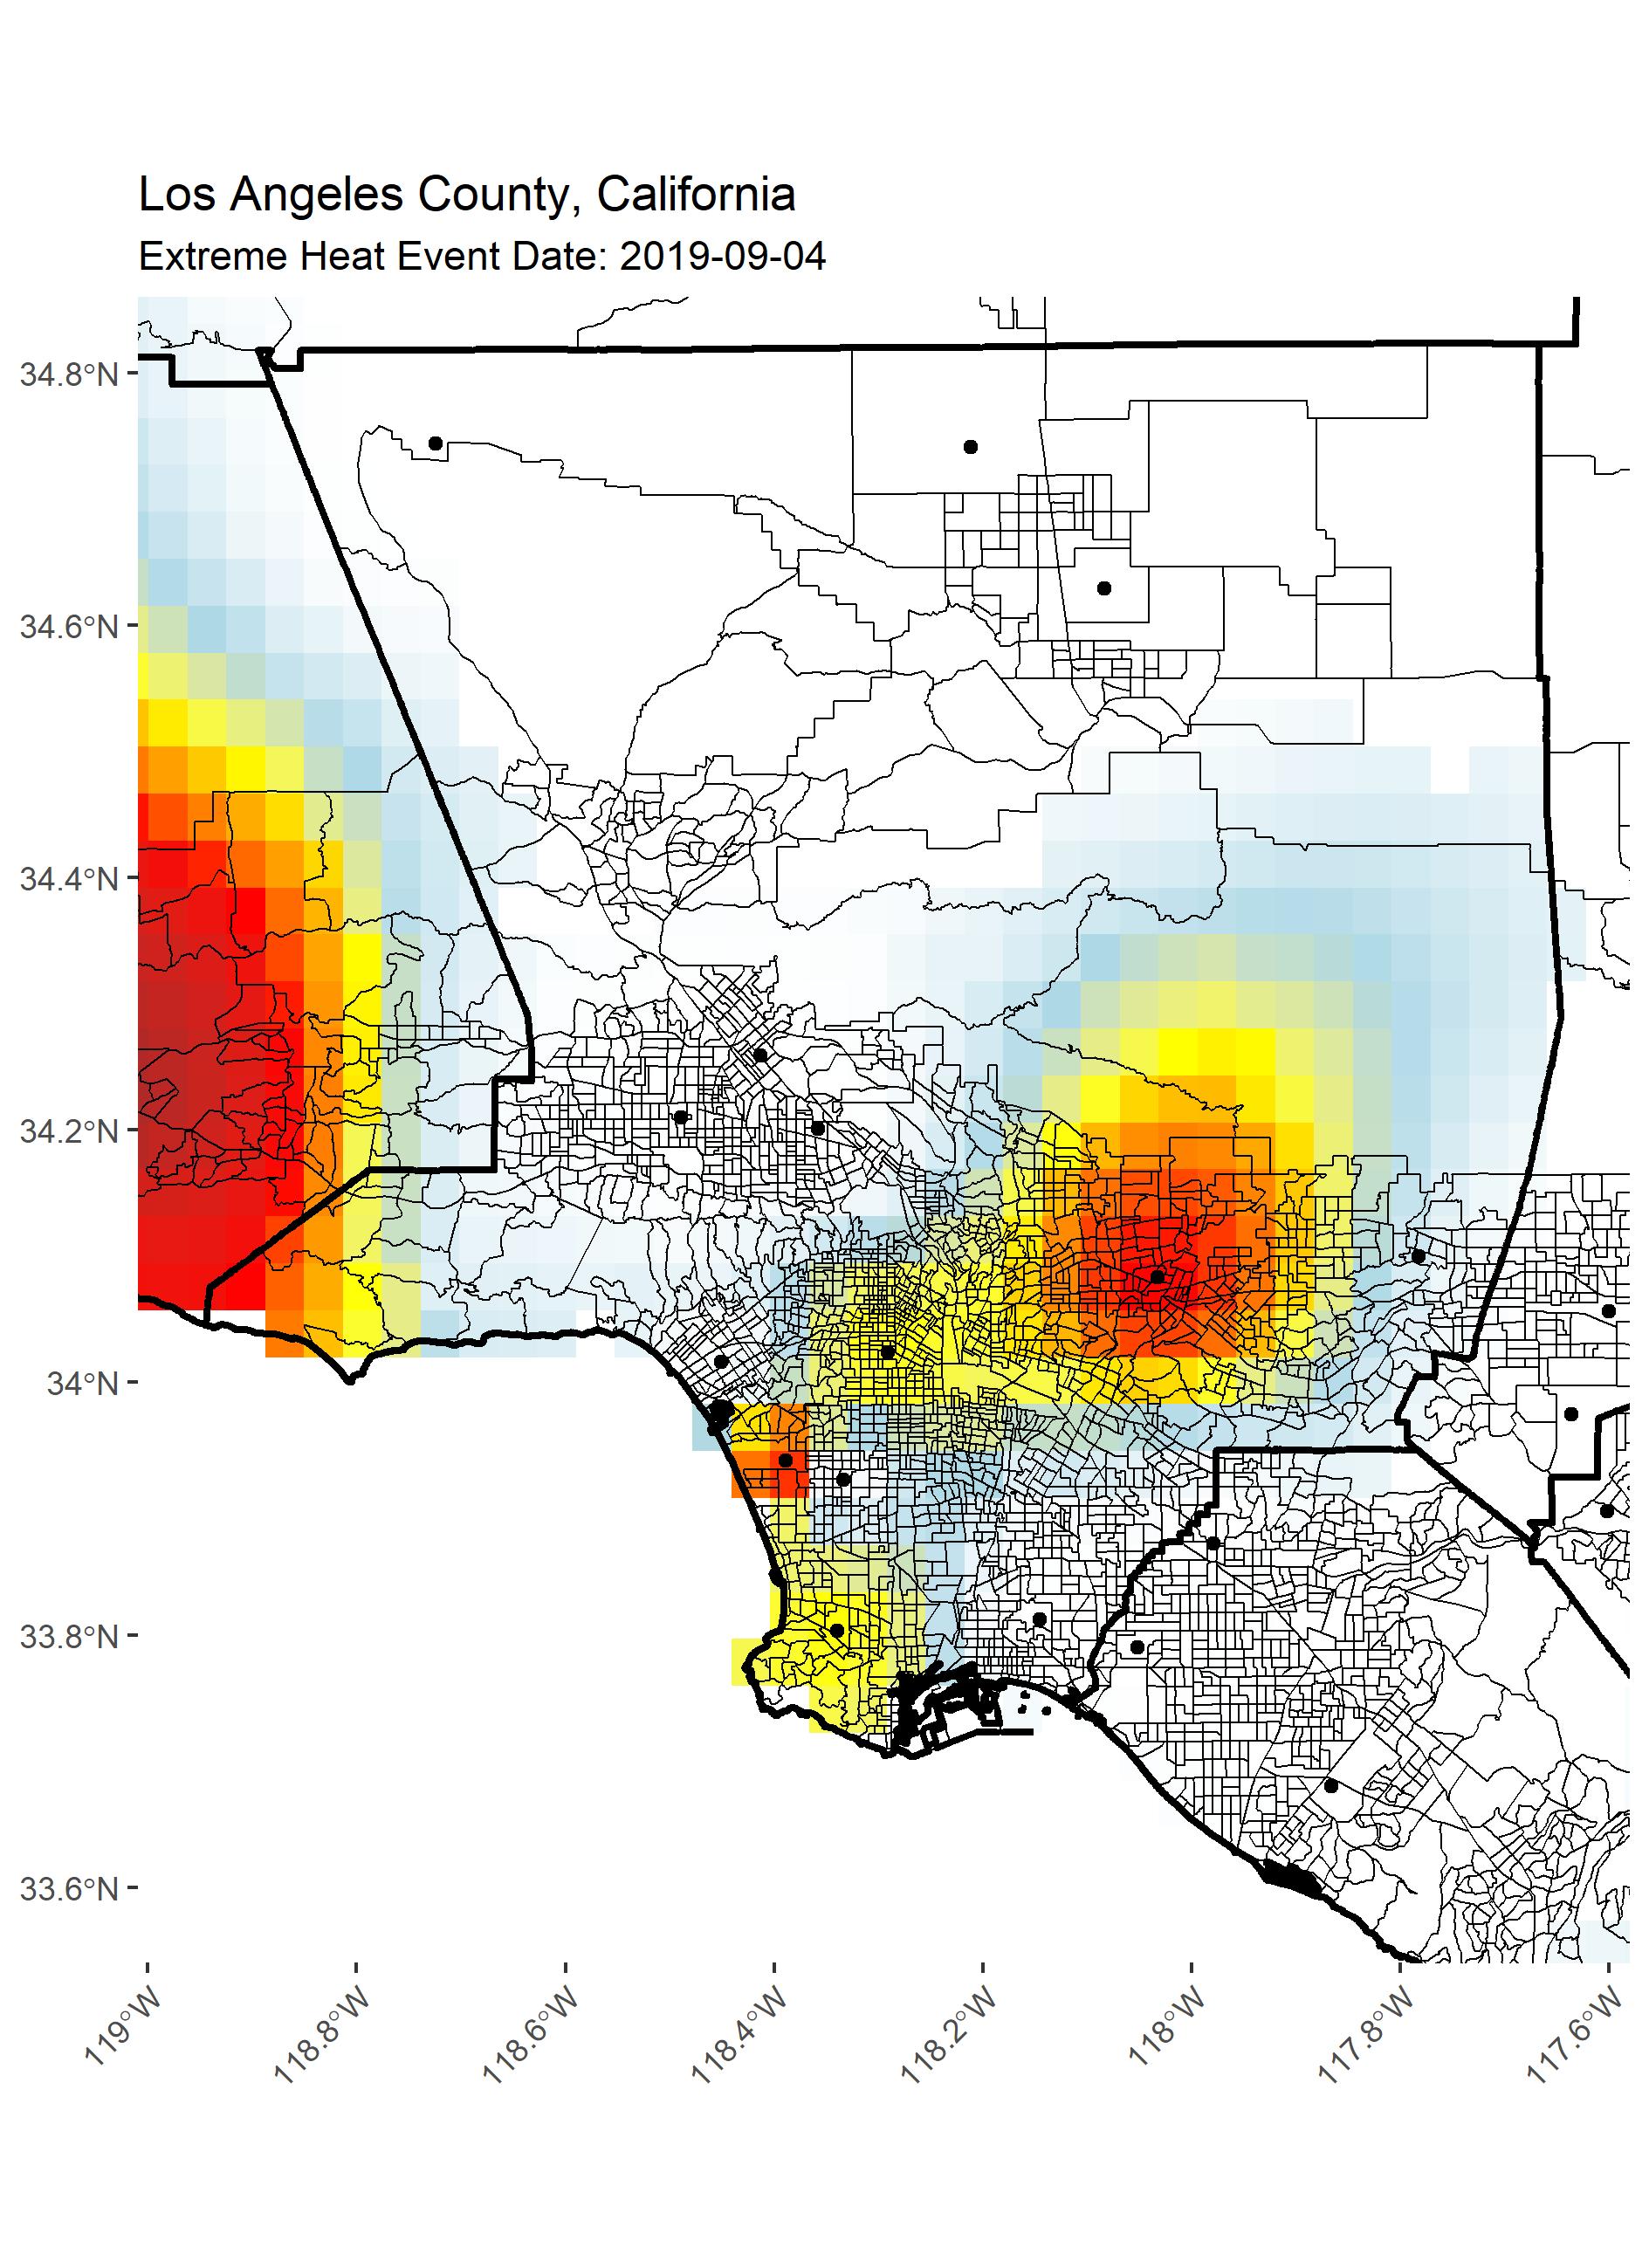 Los Angeles County, California
Extreme Heat Event Date: 2019-09-04
34.8°N
34.6°N
34.4°N
34.2°N
34°N
33.8°N
33.6°N
119°W
118.8°W
118.6°W
118.4°W
118.2°W
118°W
117.8°W
117.6°W